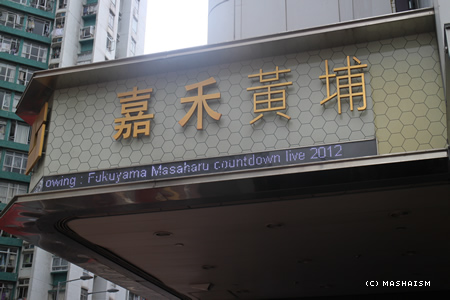 嘉禾黃埔
owing : Fukuyama Masaharu countdown live 2012
(C) MASHAISM